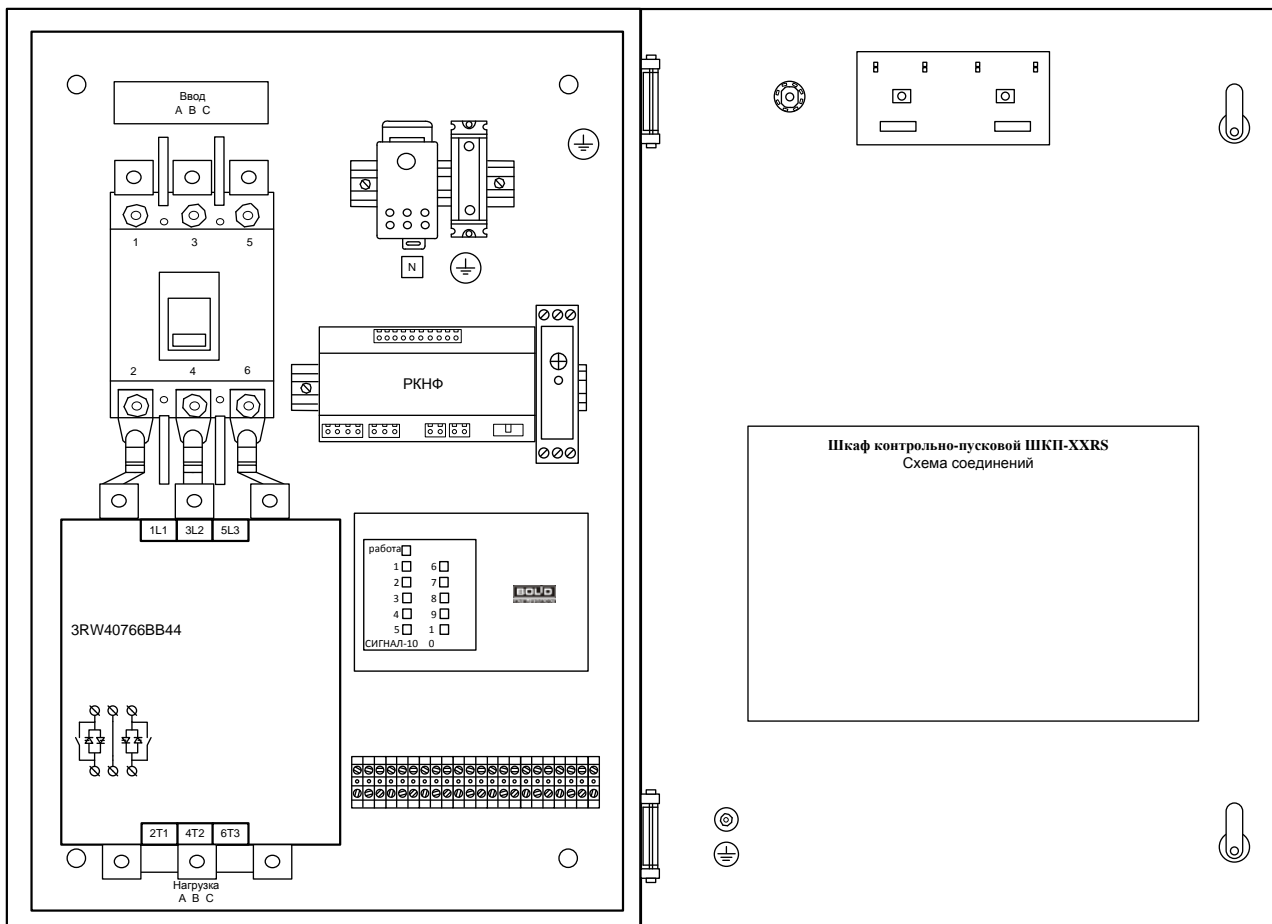 Ввод
A B C
1 3 5
2 4 6
N
РКНФ
Шкаф контрольно-пусковой ШКП-XXRS
Схема соединений
1L1 3L2 5L3
3RW40766BB44
работа
1 6
2 7
3 8
4 9
5 1
СИГНАЛ-10 0
BOLID
2T1 4T2 6T3
Нагрузка
A B C